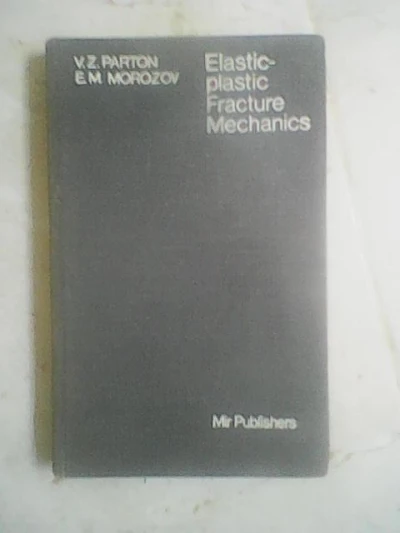 V.Z. PARTON
E.M. MOROZOV
Elastic-
plastic
Fracture
Mechanics
Mir Publishers